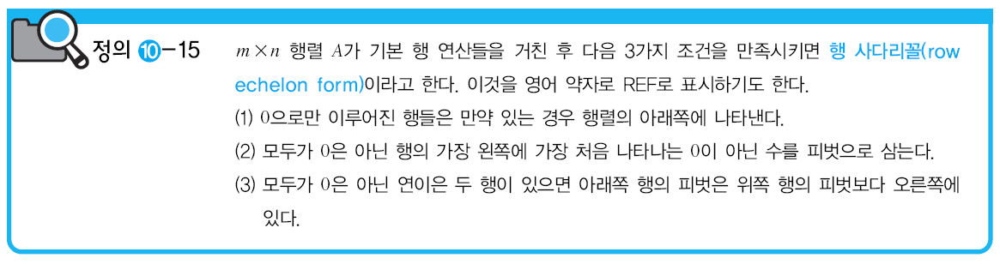 정의 10-15 m×n 행렬 A가 기본 행 연산들을 거친 후 다음 3가지 조건을 만족시키면 행 사다리꼴(row
echelon form)이라고 한다. 이것을 영어 약자로 REF로 표시하기도 한다.
(1) 0으로만 이루어진 행들은 만약 있는 경우 행렬의 아래쪽에 나타낸다.
(2) 모두가 0은 아닌 행의 가장 왼쪽에 가장 처음 나타나는 0이 아닌 수를 피벗으로 삼는다.
(3) 모두가 0은 아닌 연이은 두 행이 있으면 아래쪽 행의 피벗은 위쪽 행의 피벗보다 오른쪽에
있다.